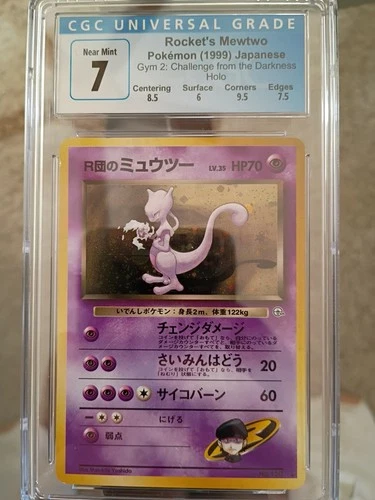 CGC UNIVERSAL GRADE
Near Mint
7
Rocket's Mewtwo
Pokémon (1999) Japanese
Gym 2: Challenge from the Darkness
Holo
Centering Surface Corners Edges
8.5 6 9.5 7.5
R団のミュウツー LV.35 HP70
いでんしポケモン：身長2m、体重122kg
チェンジダメージ
さいみんはどう 20
サイコバーン 60
にげる
弱点